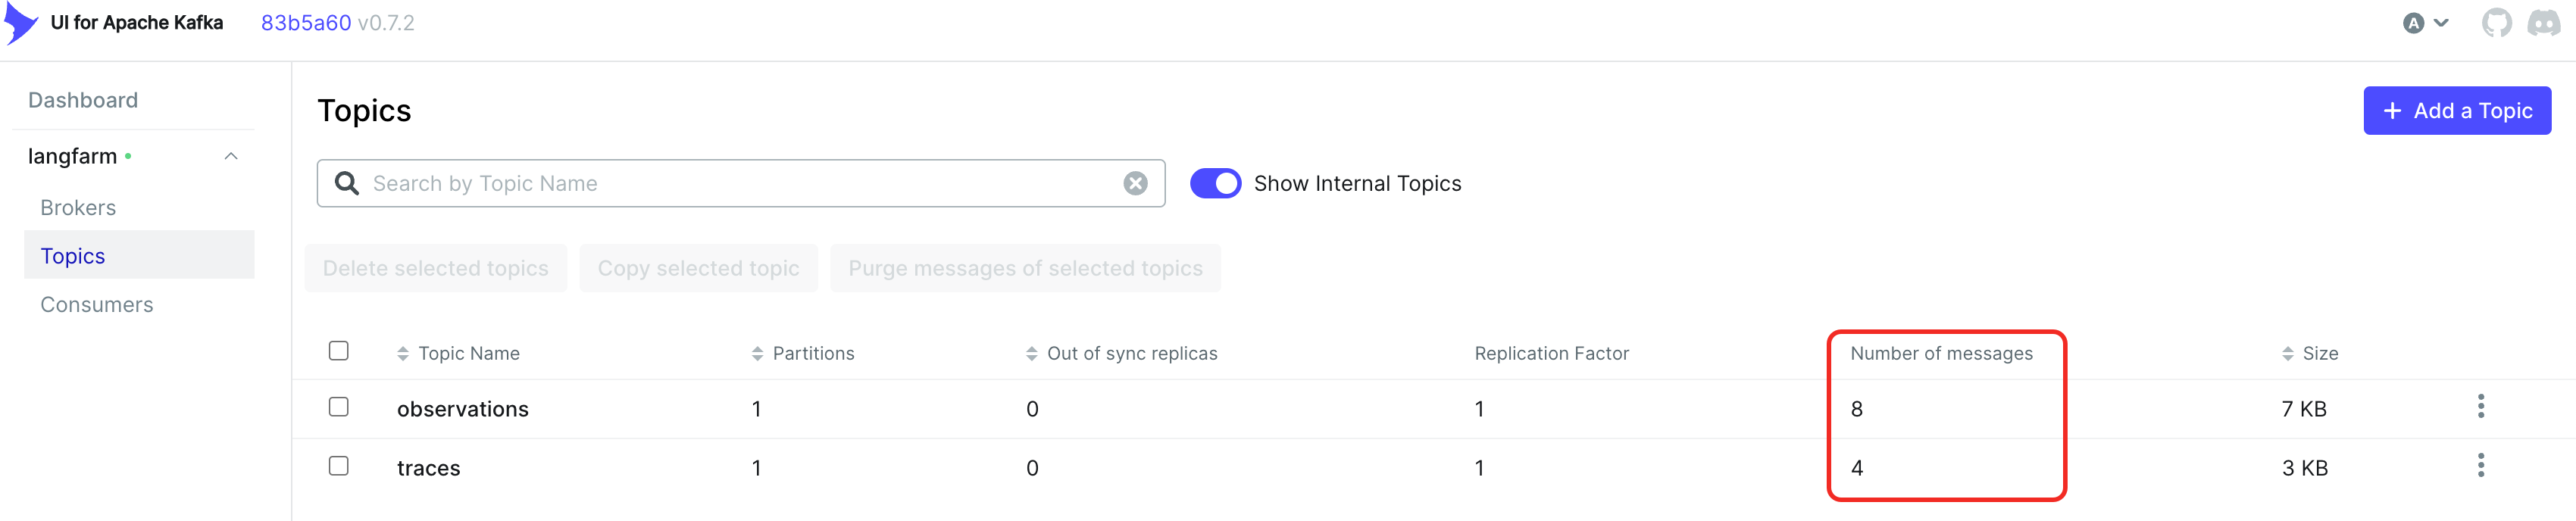 UI for Apache Kafka 83b5a60 v0.7.2 A
Dashboard
langfarm
Brokers
Topics
Consumers
Topics
+ Add a Topic
Search by Topic Name
Show Internal Topics
Delete selected topics Copy selected topic Purge messages of selected topics
Topic Name Partitions Out of sync replicas Replication Factor Number of messages Size
observations 1 0 1 8 7 KB
traces 1 0 1 4 3 KB